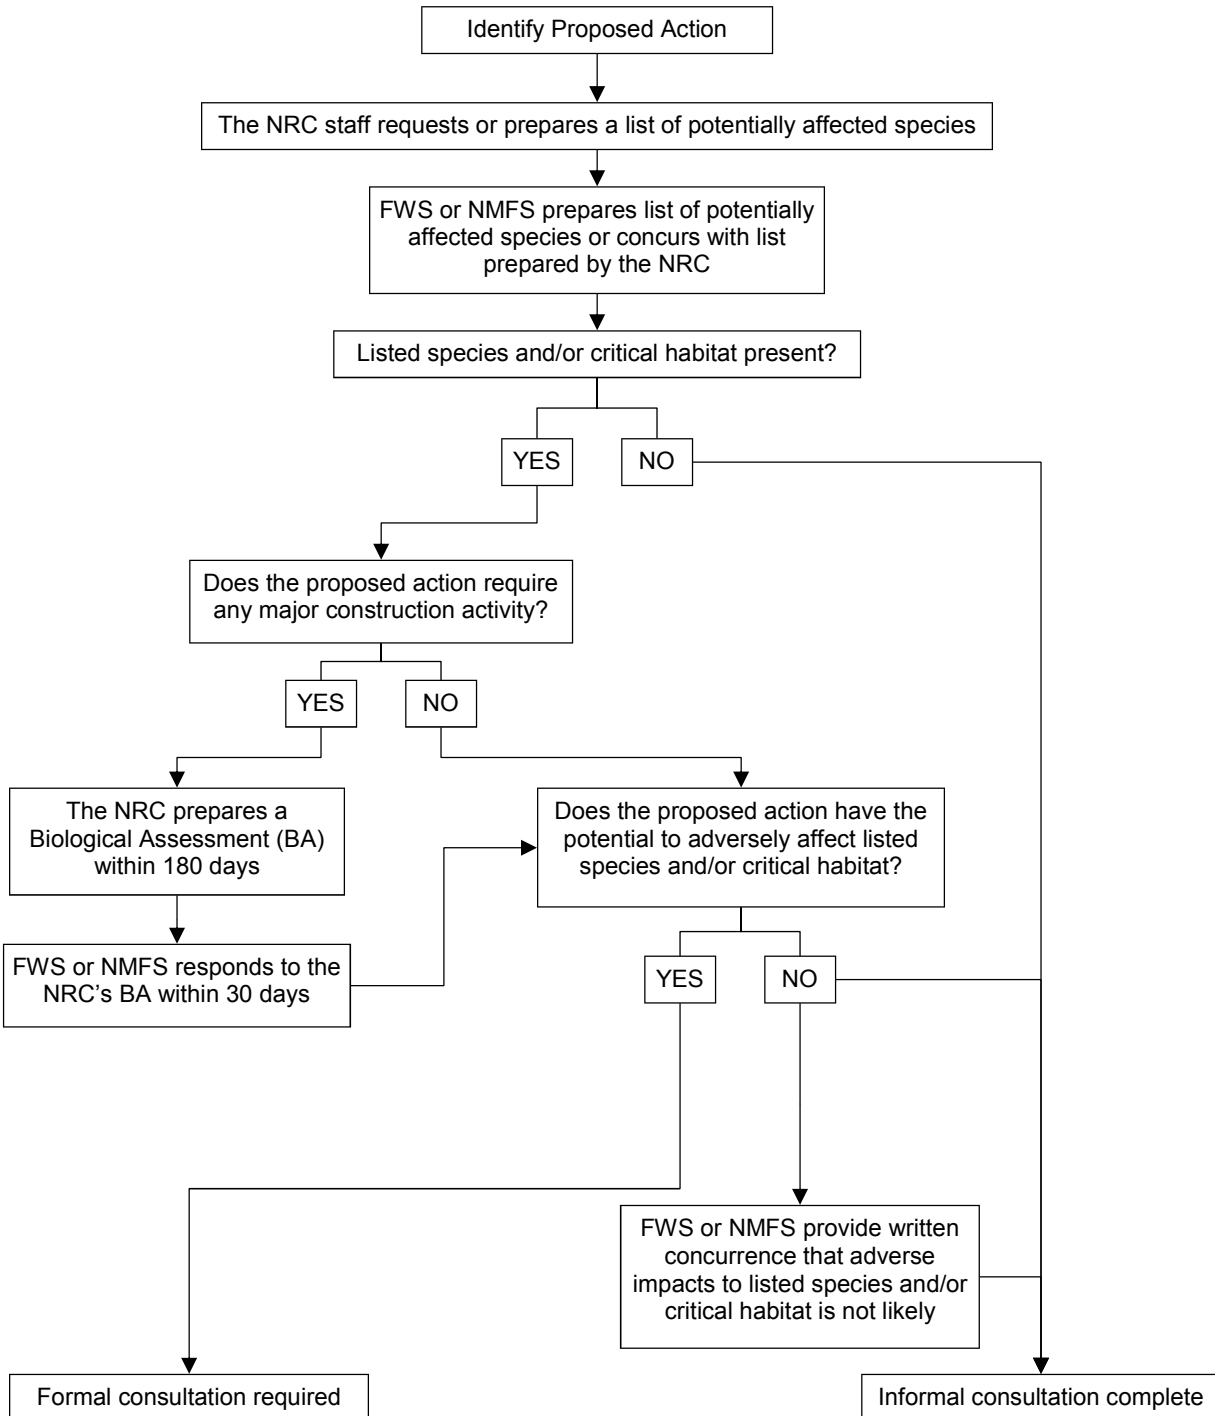 Identify Proposed Action
The NRC staff requests or prepares a list of potentially affected species
FWS or NMFS prepares list of potentially
affected species or concurs with list
prepared by the NRC
Listed species and/or critical habitat present?
YES
NO
Does the proposed action require
any major construction activity?
YES
NO
The NRC prepares a
Biological Assessment (BA)
within 180 days
Does the proposed action have the
potential to adversely affect listed
species and/or critical habitat?
FWS or NMFS responds to the
NRC’s BA within 30 days
YES
NO
FWS or NMFS provide written
concurrence that adverse
impacts to listed species and/or
critical habitat is not likely
Formal consultation required
Informal consultation complete